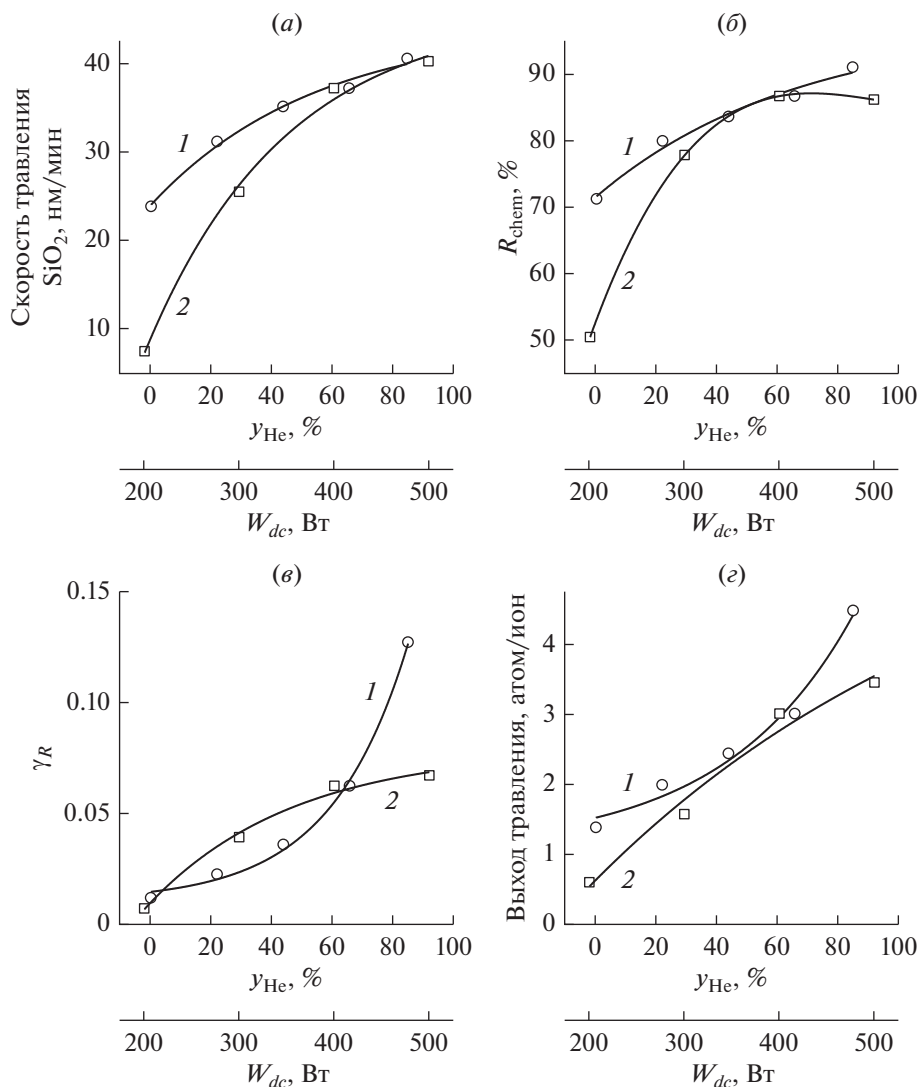 (а)
Скорость травления
SiO2, нм/мин
40
30
20
10
1
2
0 20 40 60 80 100
yHe, %
200 300 400 500
Wdc, Вт
(б)
Rchem, %
90
80
70
60
50
1
2
0 20 40 60 80 100
yHe, %
200 300 400 500
Wdc, Вт
(в)
γR
0.15
0.10
0.05
0
1
2
0 20 40 60 80 100
yHe, %
200 300 400 500
Wdc, Вт
(г)
Выход травления, атом/ион
4
3
2
1
0
1
2
0 20 40 60 80 100
yHe, %
200 300 400 500
Wdc, Вт